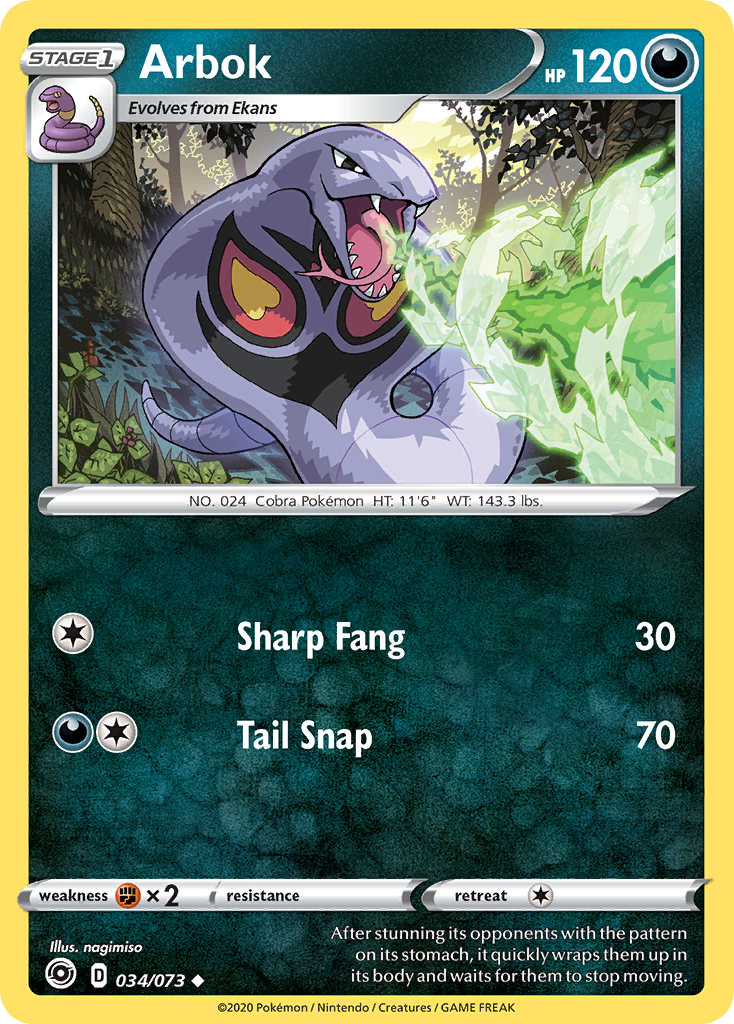 STAGE1
Arbok
HP 120
Evolves from Ekans
NO. 024 Cobra Pokémon HT: 11'6" WT: 143.3 lbs.
Sharp Fang 30
Tail Snap 70
weakness ×2 resistance retreat
Illus. nagimiso
After stunning its opponents with the pattern
on its stomach, it quickly wraps them up in
its body and waits for them to stop moving.
D 034/073
©2020 Pokémon / Nintendo / Creatures / GAME FREAK